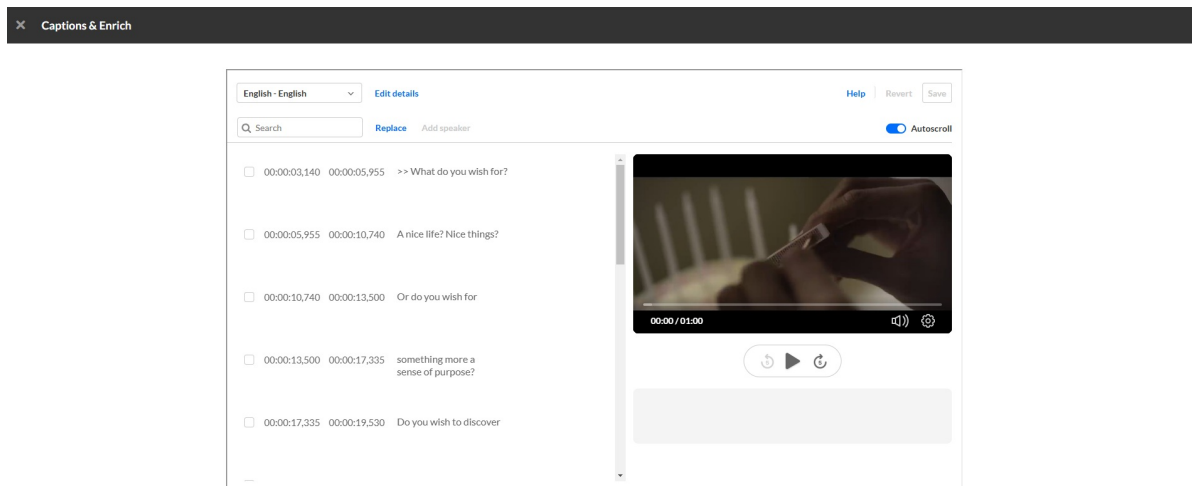 Captions & Enrich
English - English
Edit details
Help
Revert
Save
Search
Replace
Add speaker
Autoscroll
00:00:03,140 00:00:05,955 >> What do you wish for?
00:00:05,955 00:00:10,740 A nice life? Nice things?
00:00:10,740 00:00:13,500 Or do you wish for
00:00:13,500 00:00:17,335 something more a
sense of purpose?
00:00:17,335 00:00:19,530 Do you wish to discover
00:00 / 01:00
5
5